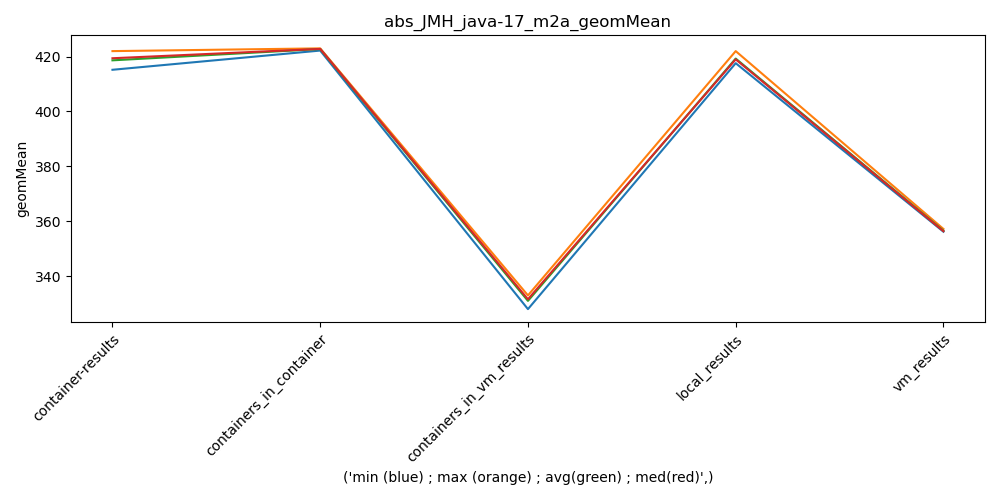 abs_JMH_java-17_m2a_geomMean
geomMean
420
400
380
360
340
container-results
containers_in_container
containers_in_vm_results
local_results
vm_results
('min (blue) ; max (orange) ; avg(green) ; med(red)',)